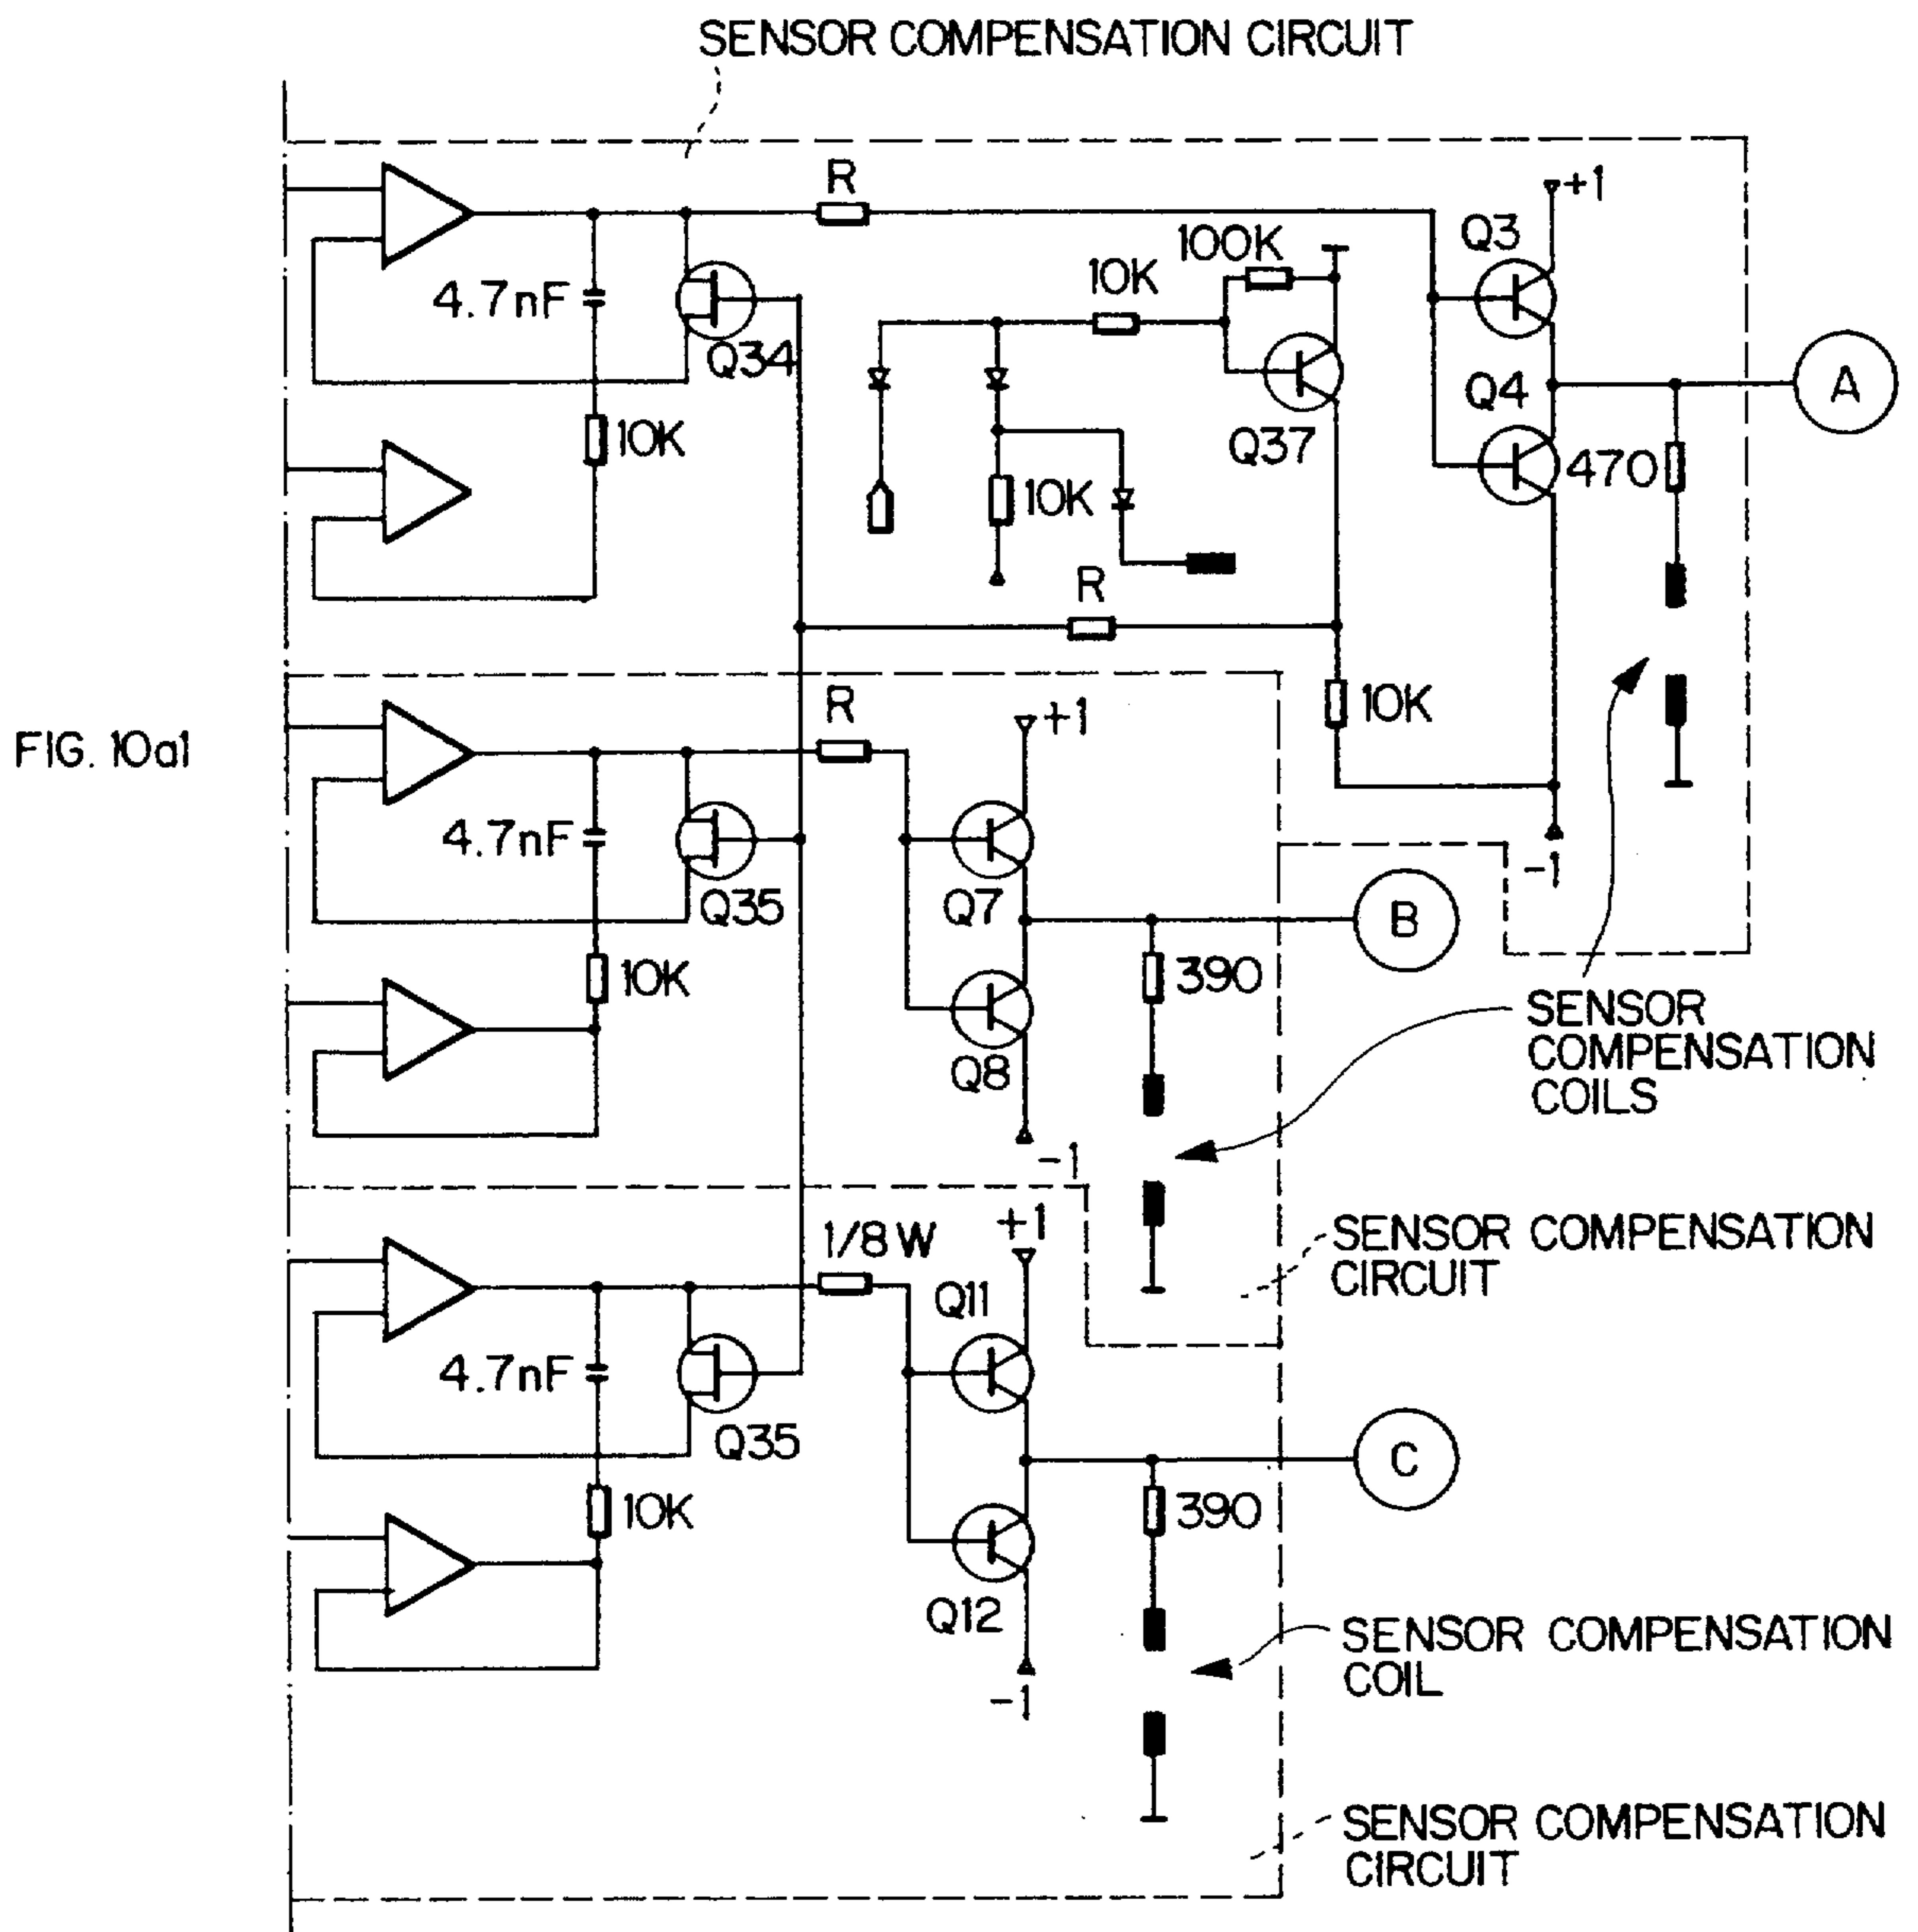 SENSOR COMPENSATION CIRCUIT
R
+1
Q3
100K
10K
4.7nF
Q34
Q4
A
10K
Q37
470
10K
R
R
+1
10K
FIG. 10a1
4.7nF
-1
Q35
Q7
B
10K
390
SENSOR
COMPENSATION
COILS
Q8
-1
1/8 W
+1
SENSOR COMPENSATION
CIRCUIT
Q11
4.7nF
Q35
C
10K
390
Q12
SENSOR COMPENSATION
COIL
-1
SENSOR COMPENSATION
CIRCUIT